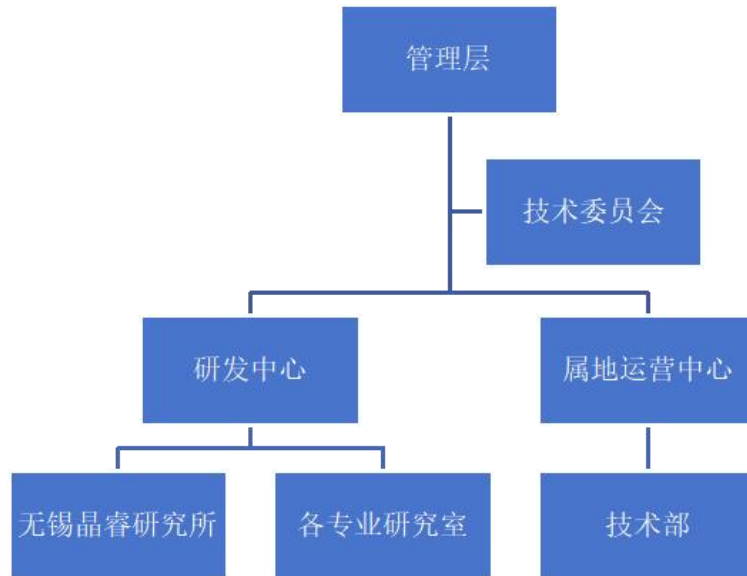 管理层
技术委员会
研发中心
属地运营中心
无锡晶睿研究所
各专业研究室
技术部